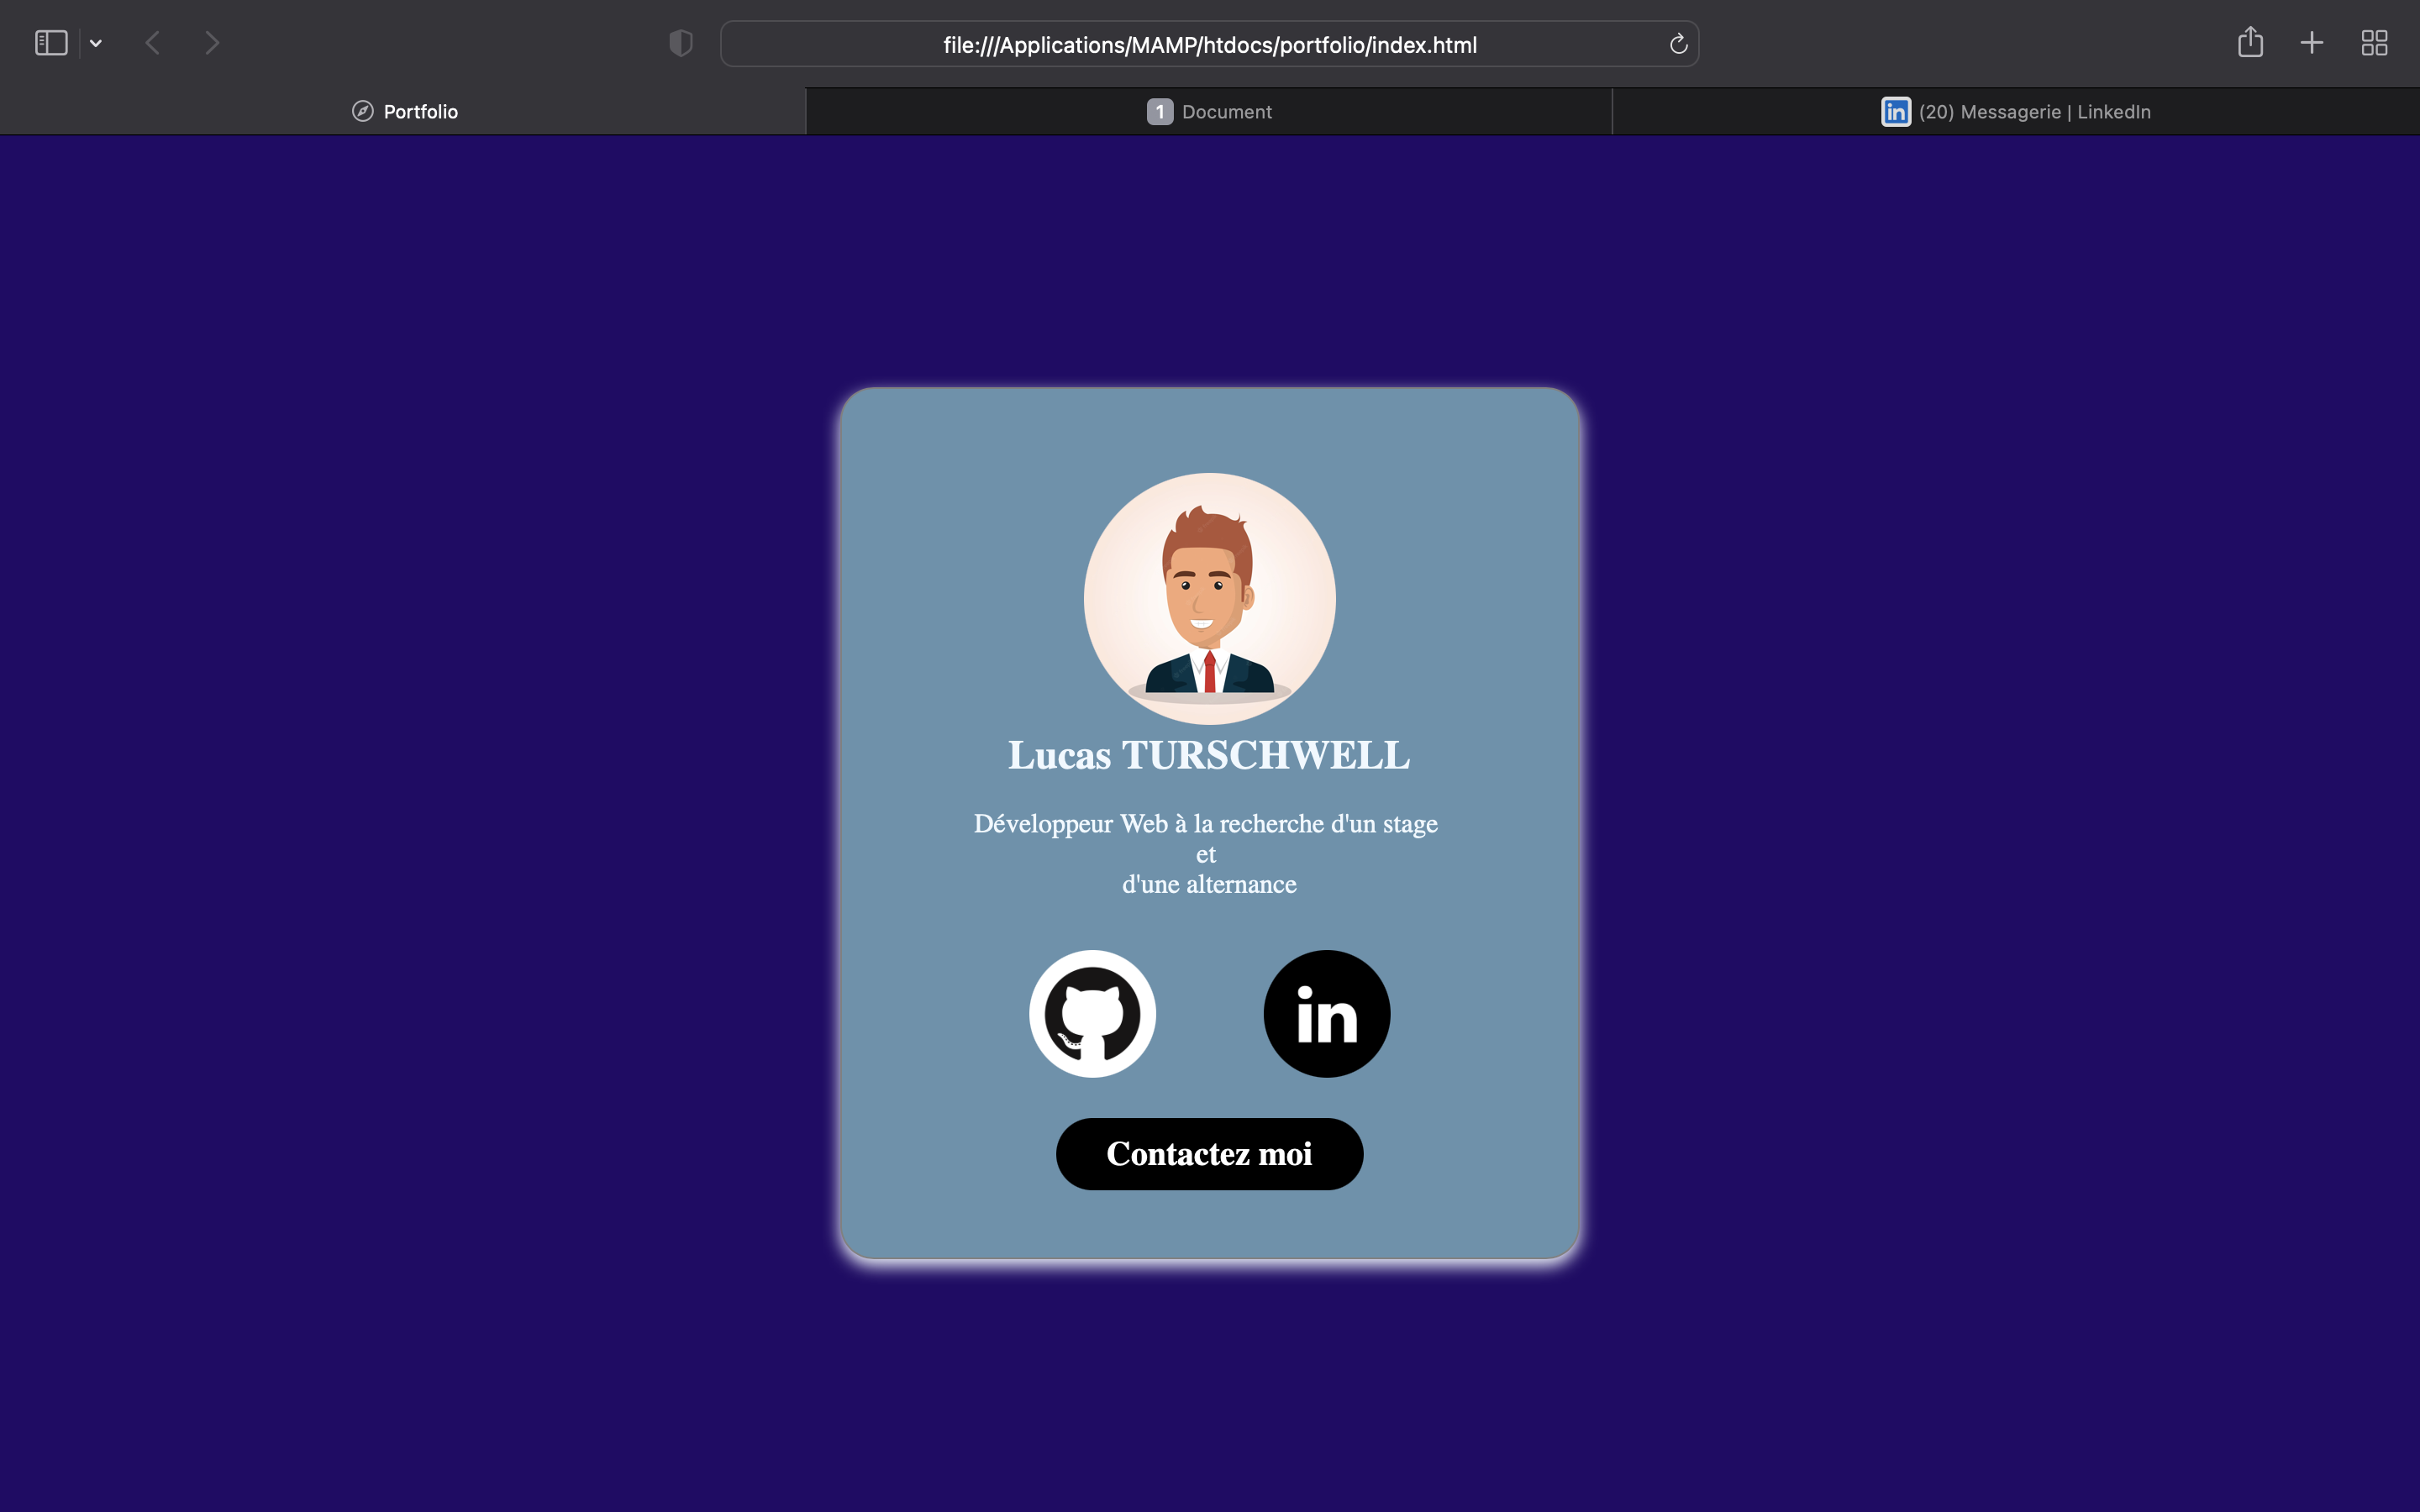 file:///Applications/MAMP/htdocs/portfolio/index.html
Portfolio
1 Document
in (20) Messagerie | LinkedIn
Lucas TURSCHWELL
Développeur Web à la recherche d'un stage
et
d'une alternance
in
Contactez moi